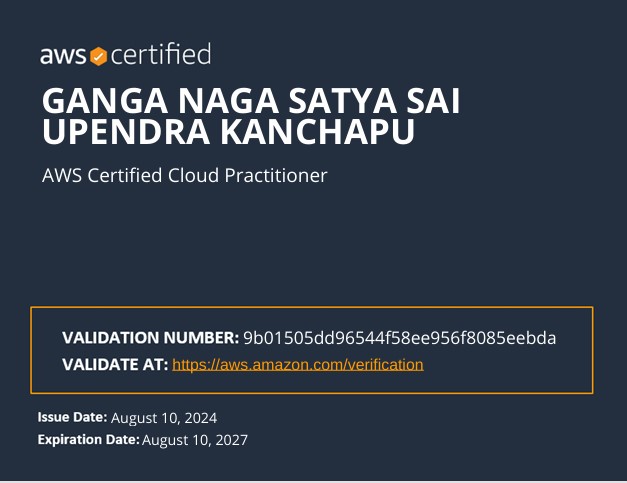 aws certified
GANGA NAGA SATYA SAI
UPENDRA KANCHAPU
AWS Certified Cloud Practitioner
VALIDATION NUMBER: 9b01505dd96544f58ee956f8085eebda
VALIDATE AT: https://aws.amazon.com/verification
Issue Date: August 10, 2024
Expiration Date: August 10, 2027